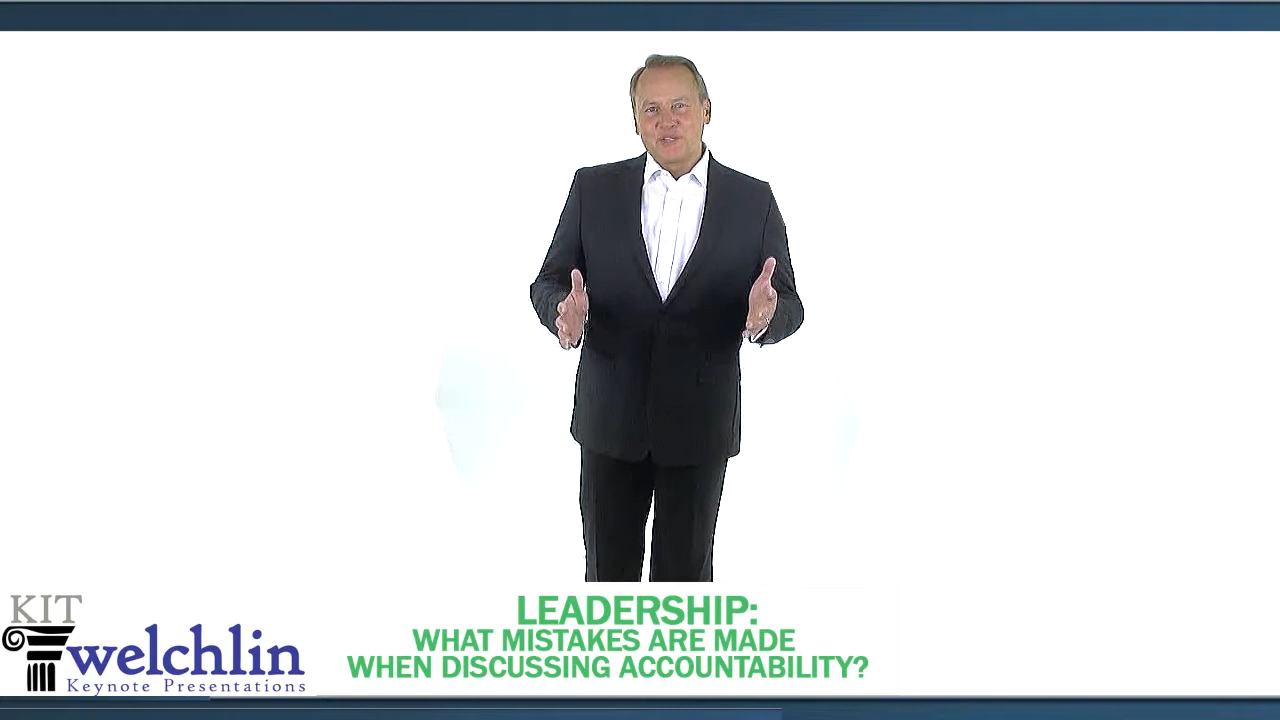 KIT
welchlin
Keynote Presentations
LEADERSHIP:
WHAT MISTAKES ARE MADE
WHEN DISCUSSING ACCOUNTABILITY?